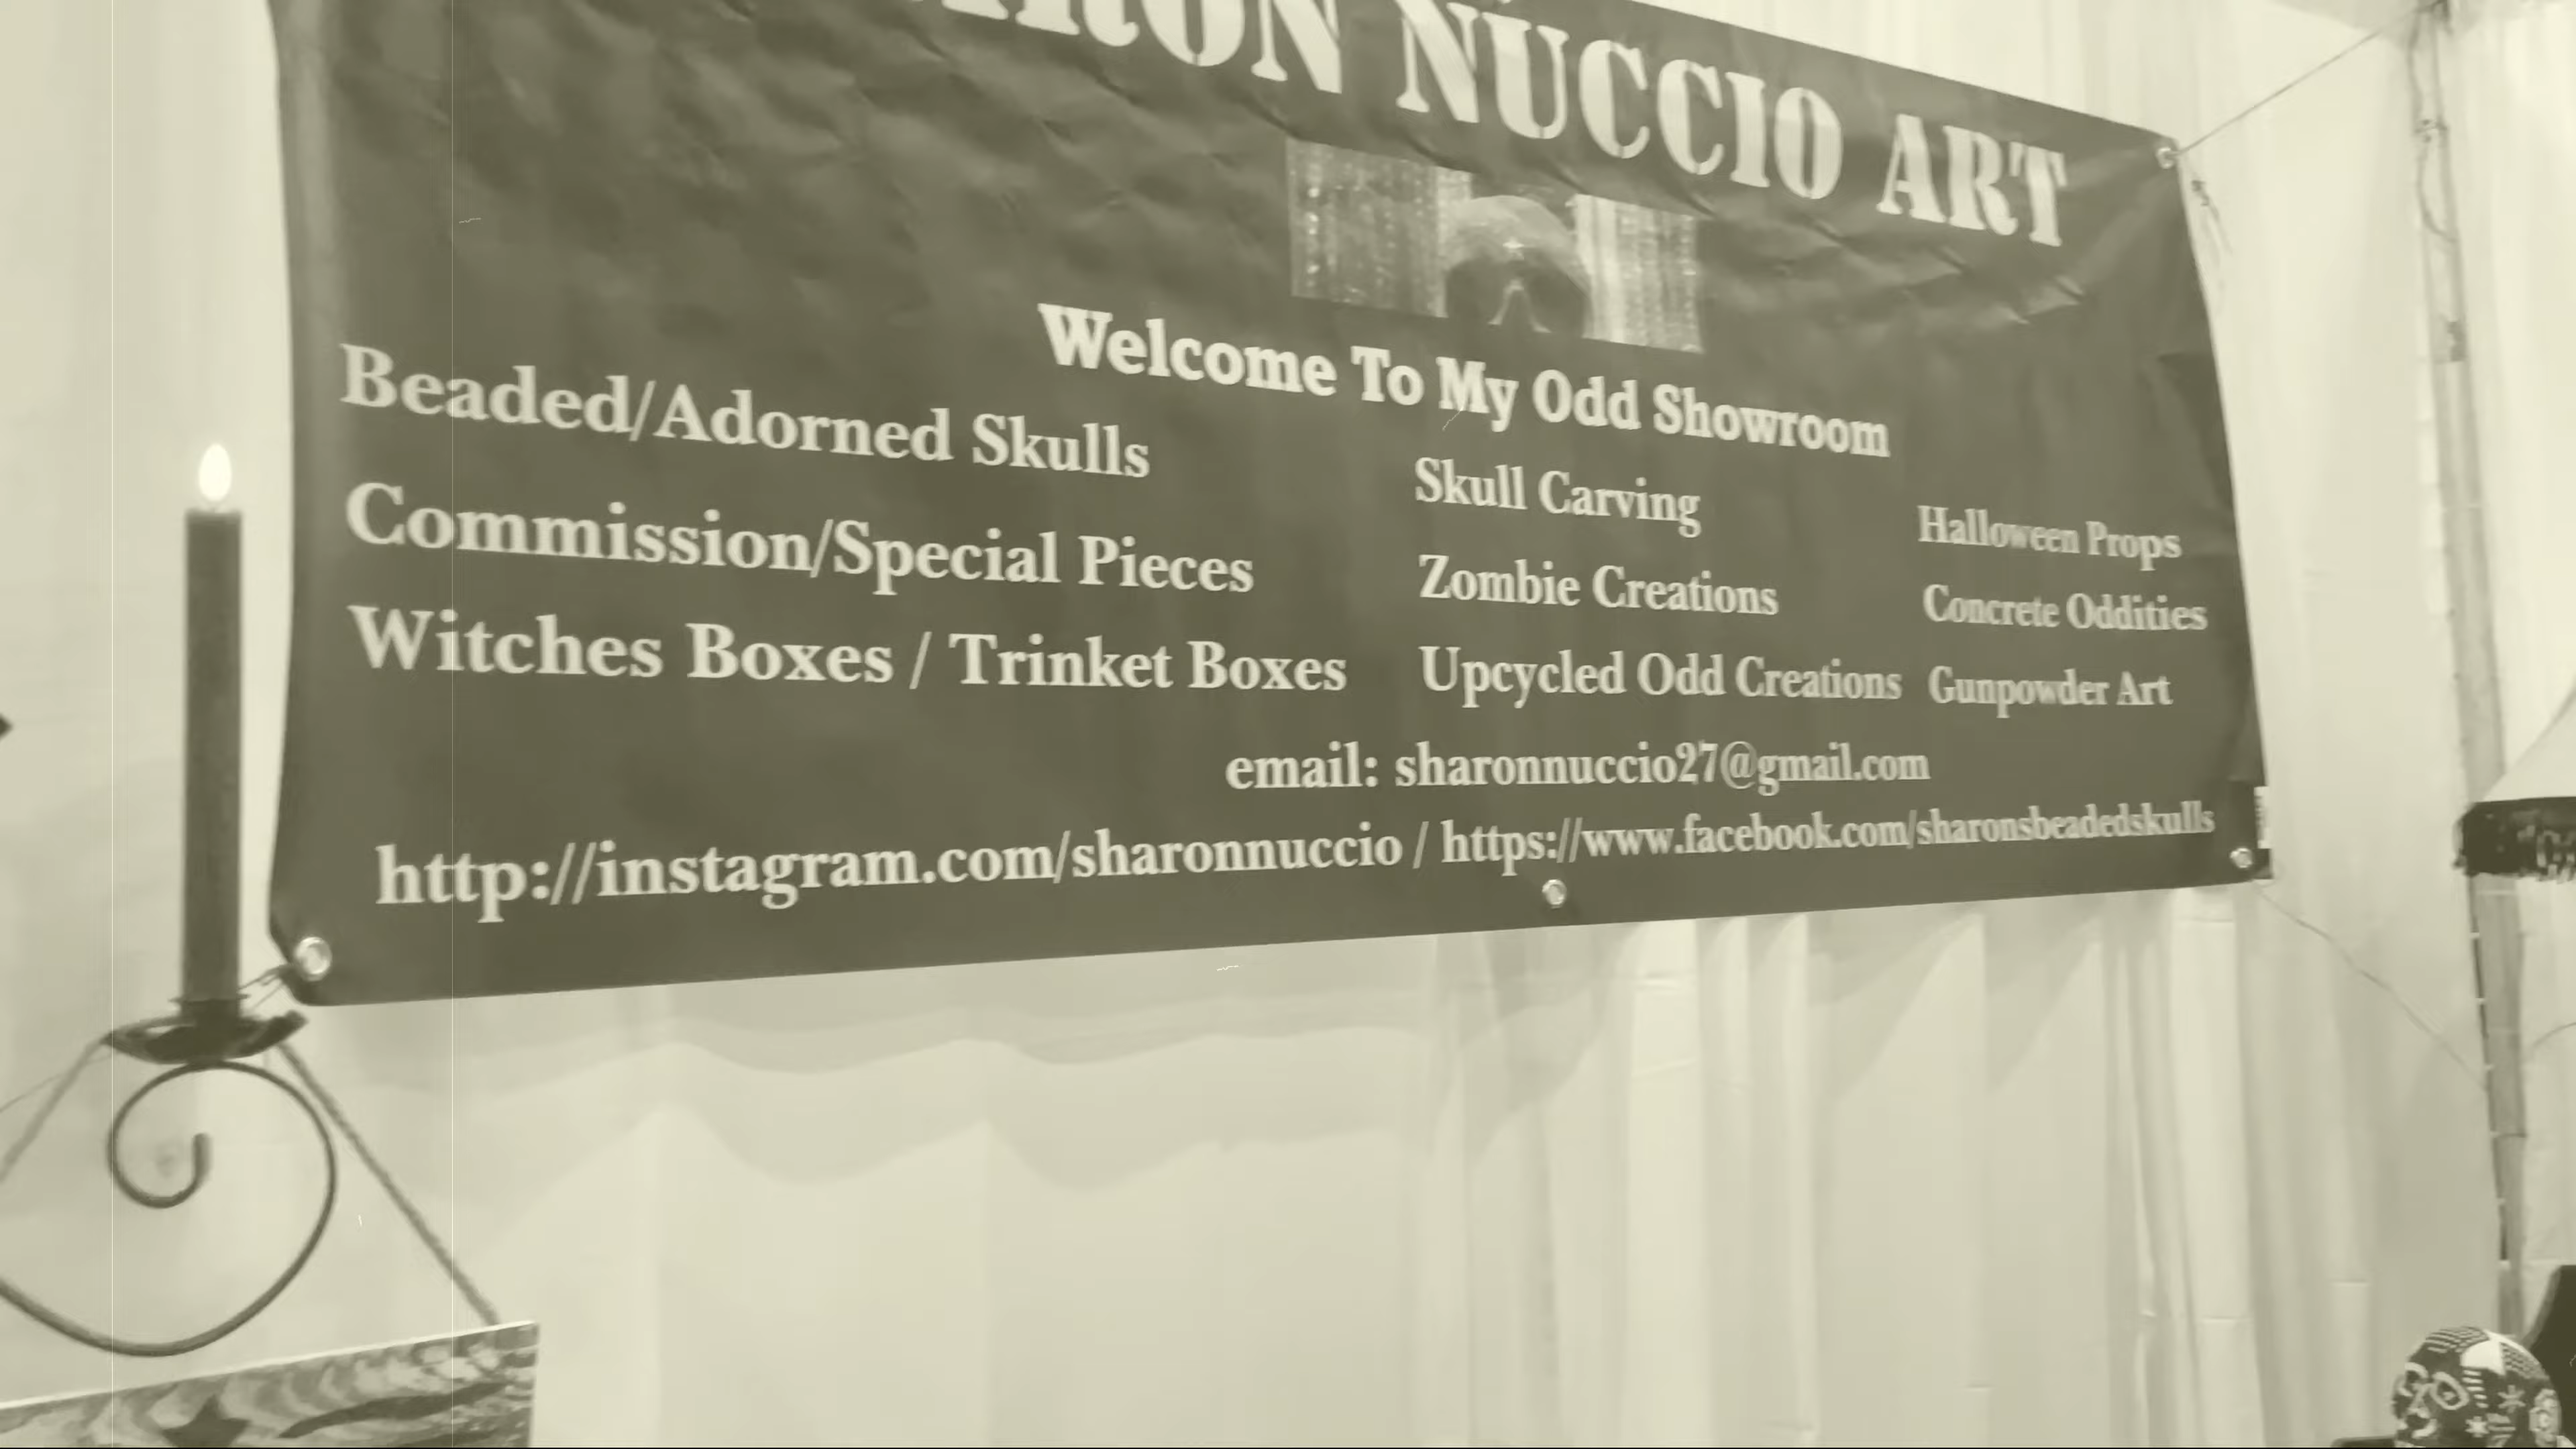 ARON NUCCIO ART
Welcome To My Odd Showroom
Beaded/Adorned Skulls
Commission/Special Pieces
Witches Boxes / Trinket Boxes
Skull Carving
Zombie Creations
Upcycled Odd Creations
Halloween Props
Concrete Oddities
Gunpowder Art
email: sharonnuccio27@gmail.com
http://instagram.com/sharonnuccio / https://www.facebook.com/sharonsbeadedskulls